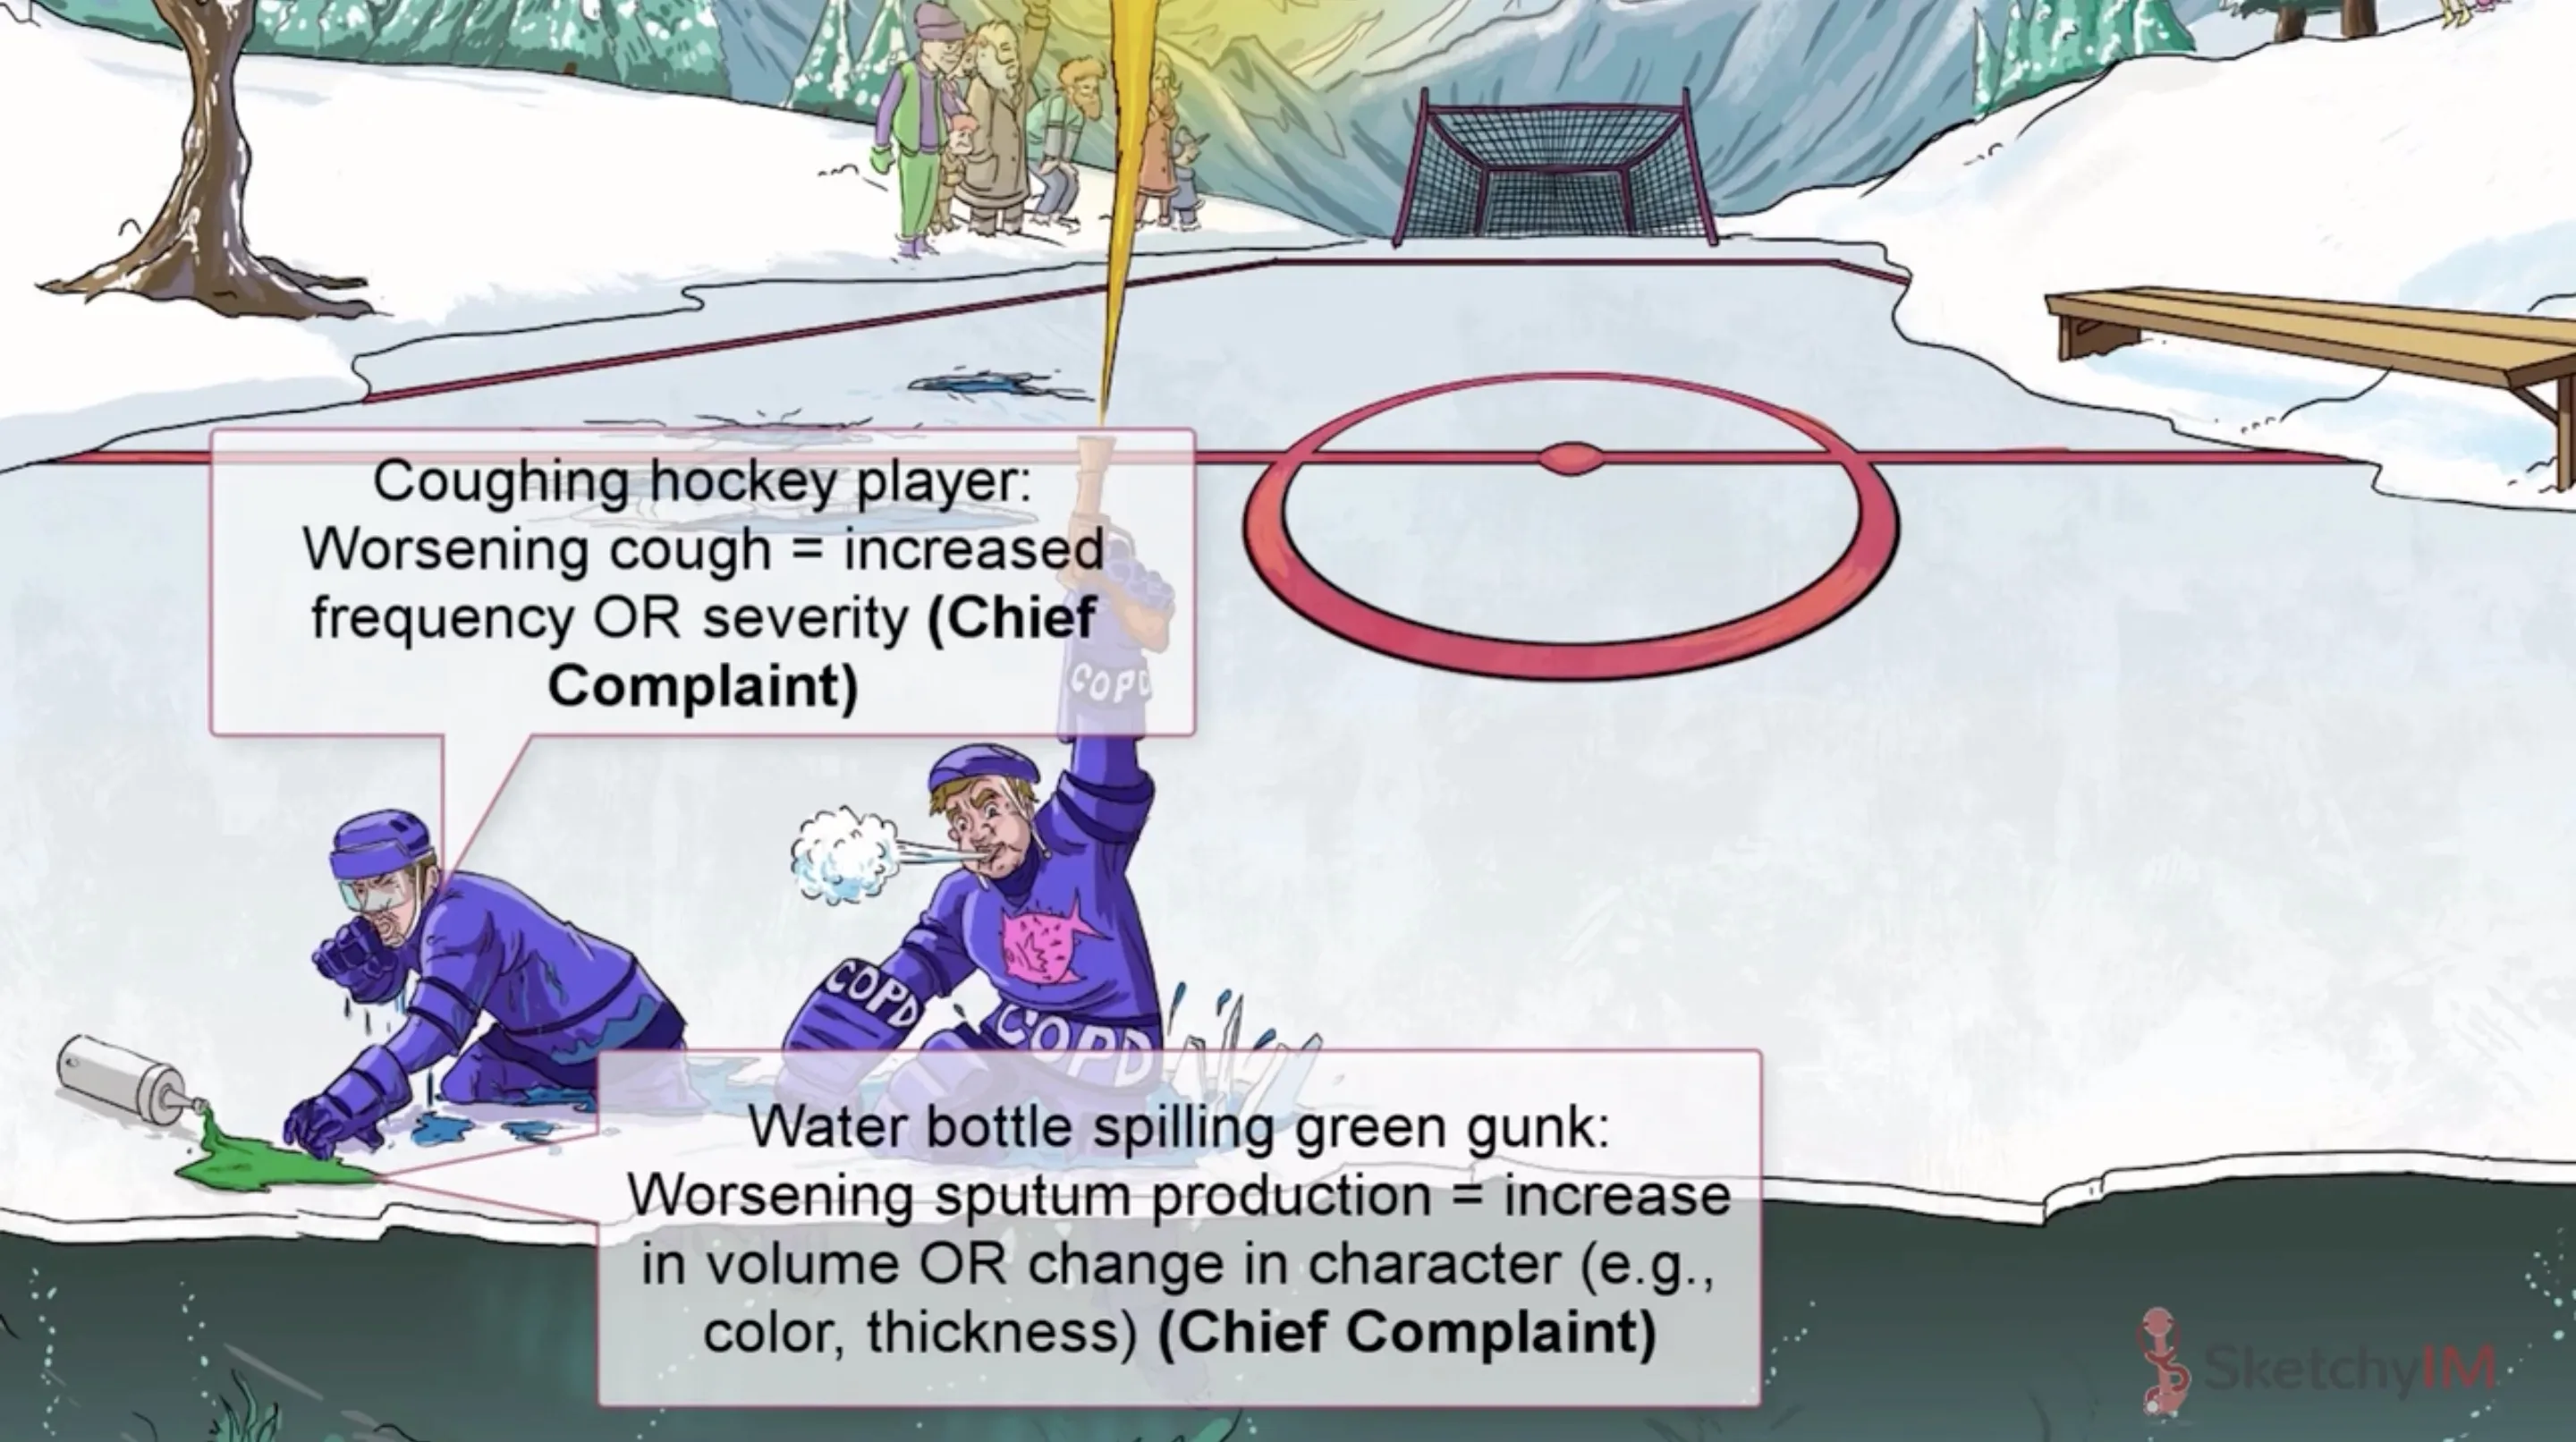 Coughing hockey player:
Worsening cough = increased
frequency OR severity (Chief
Complaint)
COPD
COPD
COPD
Water bottle spilling green gunk:
Worsening sputum production = increase
in volume OR change in character (e.g.,
color, thickness) (Chief Complaint)
SketchyIM